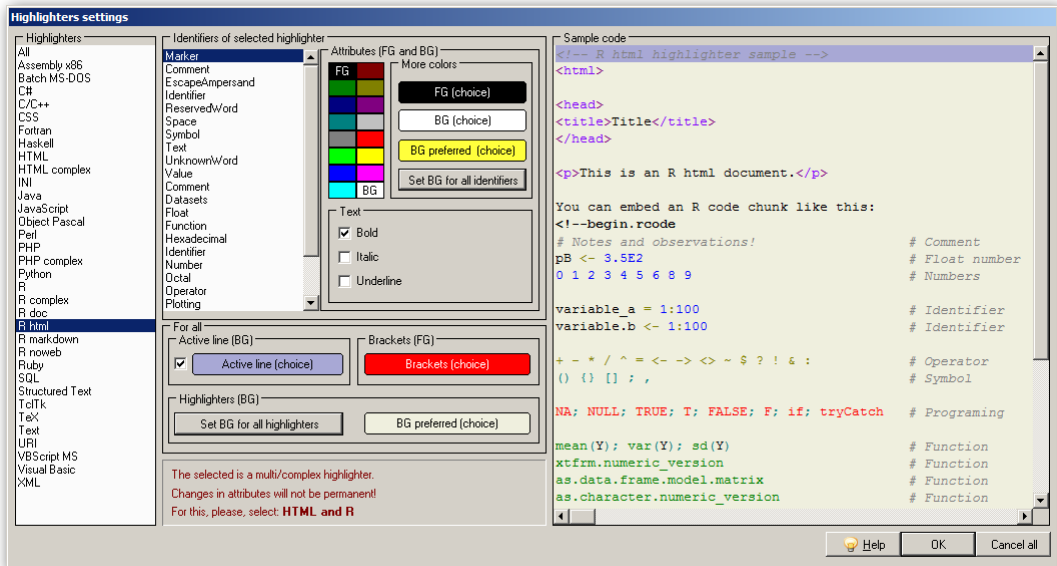 Highlighters settings
Highlighters
All
Assembly x86
Batch MS-DOS
C#
C/C++
CSS
Fortran
Haskell
HTML
HTML complex
INI
Java
JavaScript
Object Pascal
Perl
PHP
PHP complex
Python
R
R complex
R doc
R html
R markdown
R noweb
Ruby
SQL
Structured Text
TclTk
TeX
Text
URI
VBScript MS
Visual Basic
XML
Identifiers of selected highlighter
Marker
Comment
EscapeAmpersand
Identifier
ReservedWord
Space
Symbol
Text
UnknownWord
Value
Comment
Datasets
Float
Function
Hexadecimal
Identifier
Number
Octal
Operator
Plotting
Attributes (FG and BG)
FG
BG
More colors
FG (choice)
BG (choice)
BG preferred (choice)
Set BG for all identifiers
Text
Bold
Italic
Underline
For all
Active line (BG)
Active line (choice)
Brackets (FG)
Brackets (choice)
Highlighters (BG)
Set BG for all highlighters
BG preferred (choice)
The selected is a multi/complex highlighter.
Changes in attributes will not be permanent!
For this, please, select: HTML and R
Sample code
<!-- R html highlighter sample -->
<html>
<head>
<title>Title</title>
</head>
<p>This is an R html document.</p>
You can embed an R code chunk like this:
<!--begin.rcode
# Notes and observations! # Comment
pB <- 3.5E2 # Float number
0 1 2 3 4 5 6 8 9 # Numbers
variable_a = 1:100 # Identifier
variable.b <- 1:100 # Identifier
+ - * / ^ = <- -> <> ~ $ ? ! & : # Operator
() {} [] ; , # Symbol
NA; NULL; TRUE; T; FALSE; F; if; tryCatch # Programing
mean(Y); var(Y); sd(Y) # Function
xtfrm.numeric_version # Function
as.data.frame.model.matrix # Function
as.character.numeric_version # Function
Help
OK
Cancel all